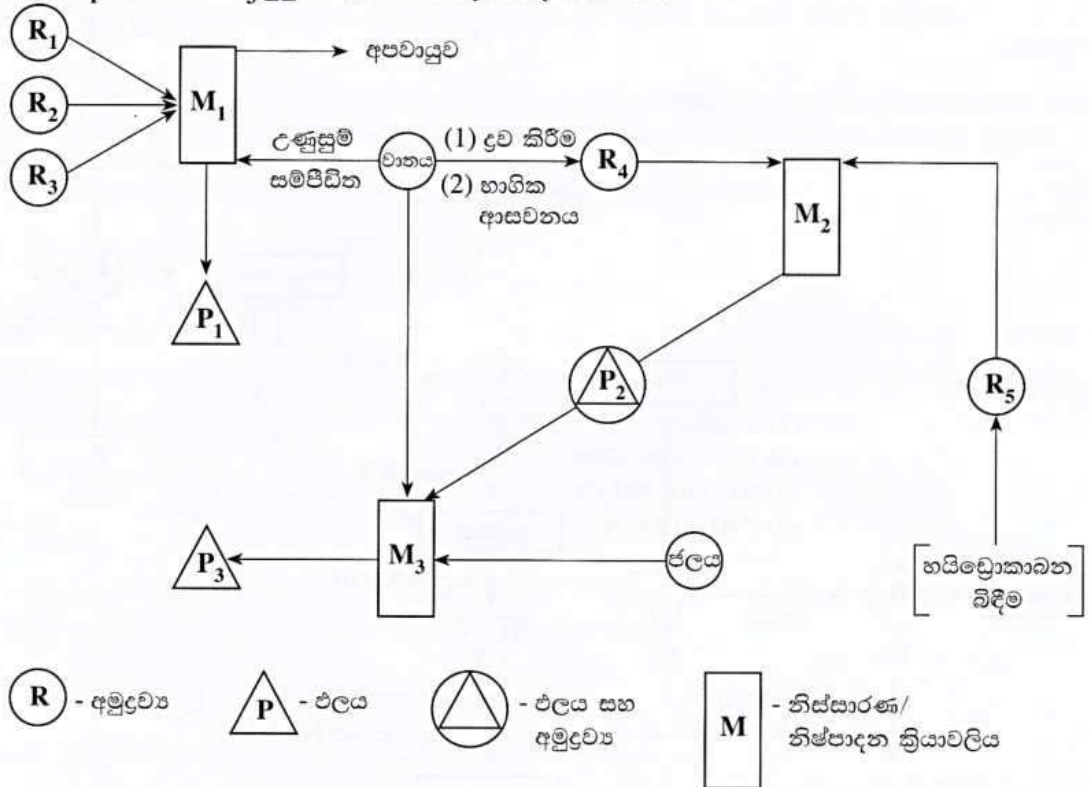 R₁
R₂
R₃
M₁
අපවායුව
උණුසුම්
සම්පීඩිත
වාතය
(1) ද්‍රව කිරීම
(2) භාගික
ආසවනය
R₄
M₂
P₁
P₂
R₅
P₃
M₃
ජලය
හයිඩ්‍රොකාබන
බිඳීම
R - අමුද්‍රව්‍ය
P - ඵලය
- ඵලය සහ
අමුද්‍රව්‍ය
M
- නිස්සාරණ/
නිෂ්පාදන ක්‍රියාවලිය